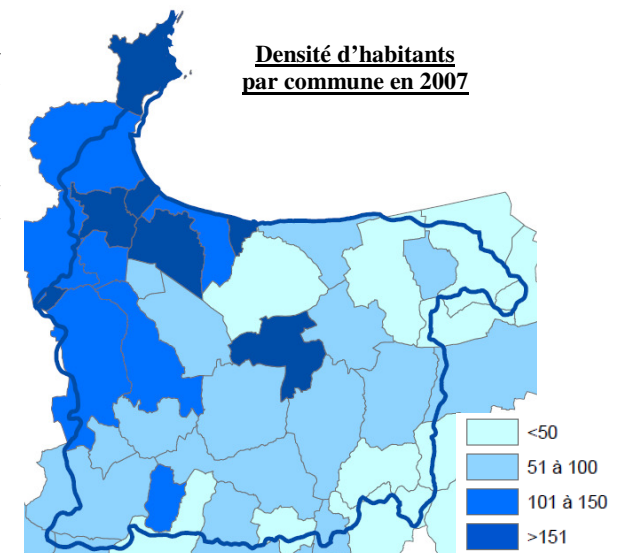 Densité d'habitants
par commune en 2007
<50
51 à 100
101 à 150
>151